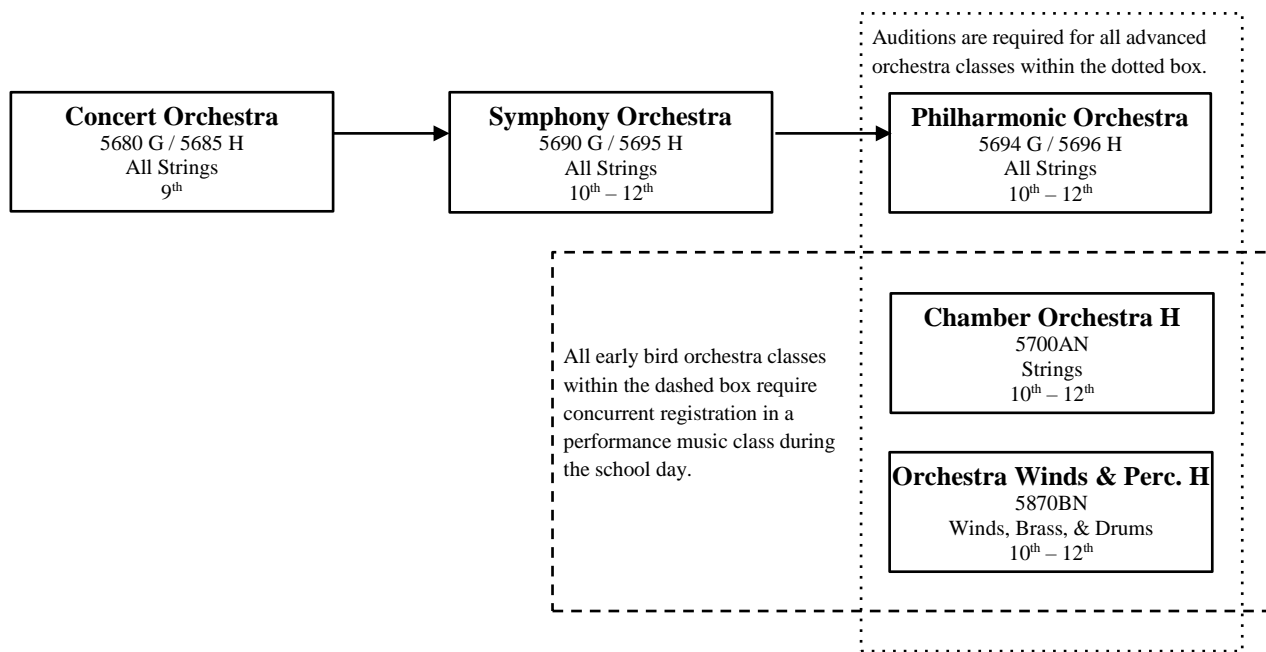 Auditions are required for all advanced
orchestra classes within the dotted box.
Concert Orchestra
5680 G / 5685 H
All Strings
9th
Symphony Orchestra
5690 G / 5695 H
All Strings
10th – 12th
Philharmonic Orchestra
5694 G / 5696 H
All Strings
10th – 12th
All early bird orchestra classes
within the dashed box require
concurrent registration in a
performance music class during
the school day.
Chamber Orchestra H
5700AN
Strings
10th – 12th
Orchestra Winds & Perc. H
5870BN
Winds, Brass, & Drums
10th – 12th